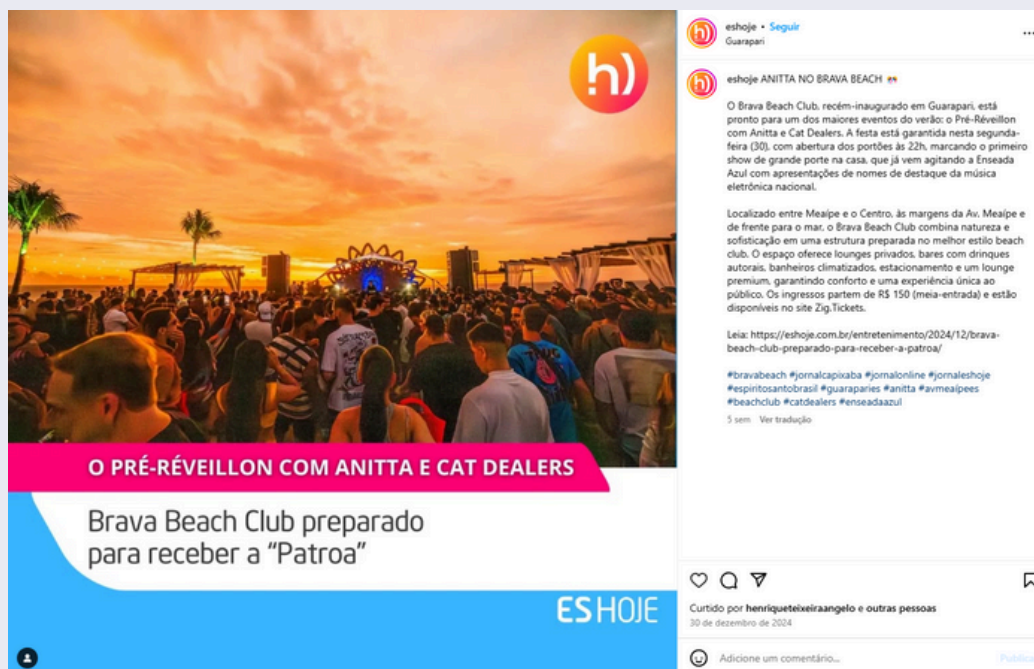 h)
O PRÉ-RÉVEILLON COM ANITTA E CAT DEALERS
Brava Beach Club preparado
para receber a “Patroa”
ESHOJE
eshoje • Seguir
Guarapari
eshoje ANITTA NO BRAVA BEACH
O Brava Beach Club, recém-inaugurado em Guarapari, está
pronto para um dos maiores eventos do verão: o Pré-Réveillon
com Anitta e Cat Dealers. A festa está garantida nesta segunda-
feira (30), com abertura dos portões às 22h, marcando o primeiro
show de grande porte na casa, que já vem agitando a Enseada
Azul com apresentações de nomes de destaque da música
eletrônica nacional.
Localizado entre Meaípe e o Centro, às margens da Av. Meaípe e
de frente para o mar, o Brava Beach Club combina natureza e
sofisticação em uma estrutura preparada no melhor estilo beach
club. O espaço oferece lounges privados, bares com drinques
autorais, banheiros climatizados, estacionamento e um lounge
premium, garantindo conforto e uma experiência única ao
público. Os ingressos partem de R$ 150 (meia-entrada) e estão
disponíveis no site Zig.Tickets.
Leia: https://eshoje.com.br/entretenimento/2024/12/brava-
beach-club-preparado-para-receber-a-patroa/
#bravabeach #jornalcapixaba #jornalonline #jornaleshoje
#espiritosantobrasil #guaraparies #anitta #avmeaípees
#beachclub #catdealers #enseadaazul
5 sem Ver tradução
Curtido por henriqueteixeiraangelo e outras pessoas
30 de dezembro de 2024
Adicione um comentário...